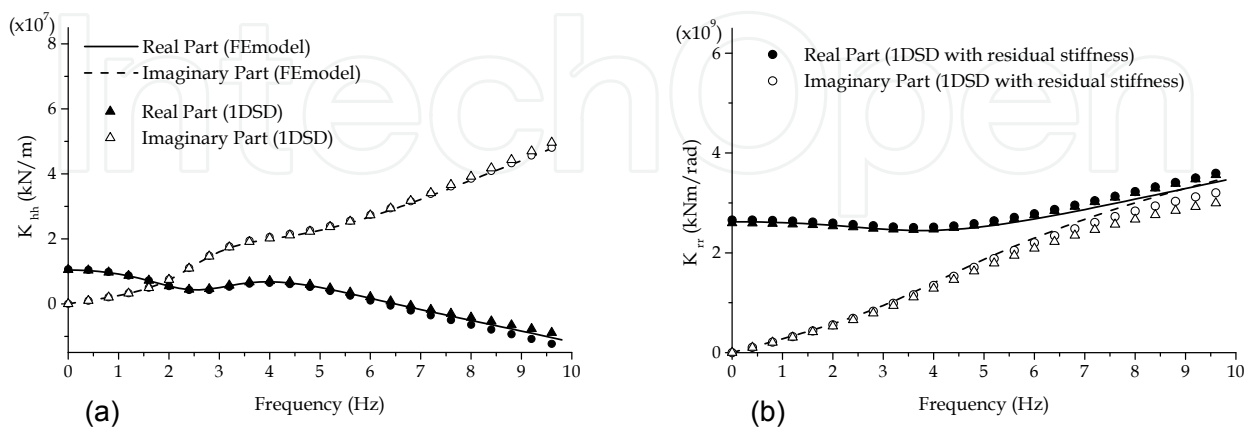 IntechOpen
(x10⁷)
8
6
4
2
0
K hh (kN/m)
Real Part (FEmodel)
Imaginary Part (FEmodel)
Real Part (1DSD)
Imaginary Part (1DSD)
0 1 2 3 4 5 6 7 8 9 10
(a)
Frequency (Hz)
(x10⁹)
6
4
2
0
K rr (kNm/rad)
Real Part (1DSD with residual stiffness)
Imaginary Part (1DSD with residual stiffness)
0 1 2 3 4 5 6 7 8 9 10
(b)
Frequency (Hz)